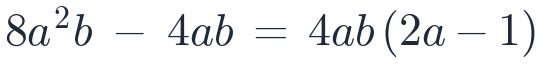 8a²b − 4ab = 4ab(2a − 1)